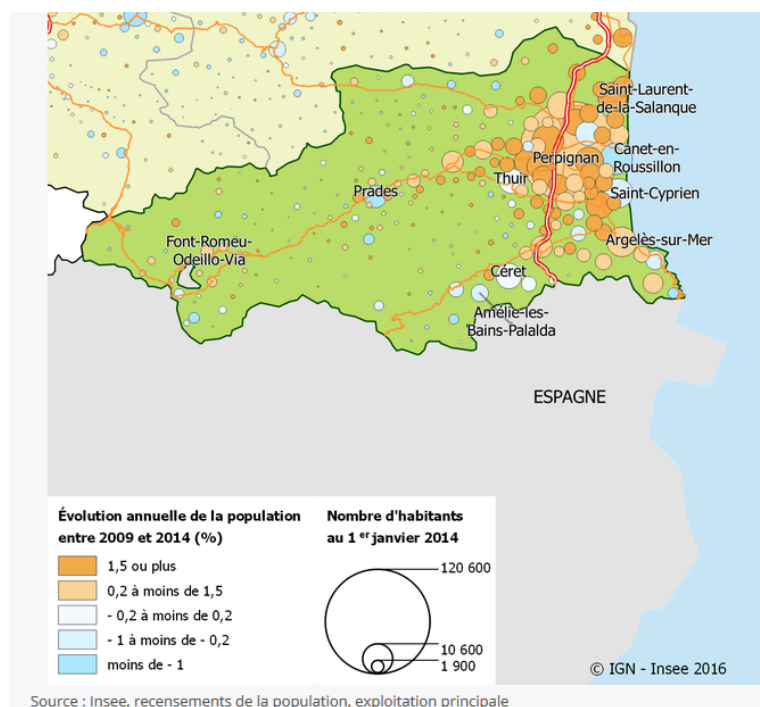 Saint-Laurent-
de-la-Salanque
Canet-en-
Roussillon
Perpignan
Thuir
Saint-Cyprien
Prades
Argelès-sur-Mer
Font-Romeu-
Odeillo-Via
Céret
Amélie-les-
Bains-Palalda
ESPAGNE
Évolution annuelle de la population
entre 2009 et 2014 (%)
1,5 ou plus
0,2 à moins de 1,5
- 0,2 à moins de 0,2
- 1 à moins de - 0,2
moins de - 1
Nombre d'habitants
au 1 er janvier 2014
120 600
10 600
1 900
© IGN - Insee 2016
Source : Insee, recensements de la population, exploitation principale